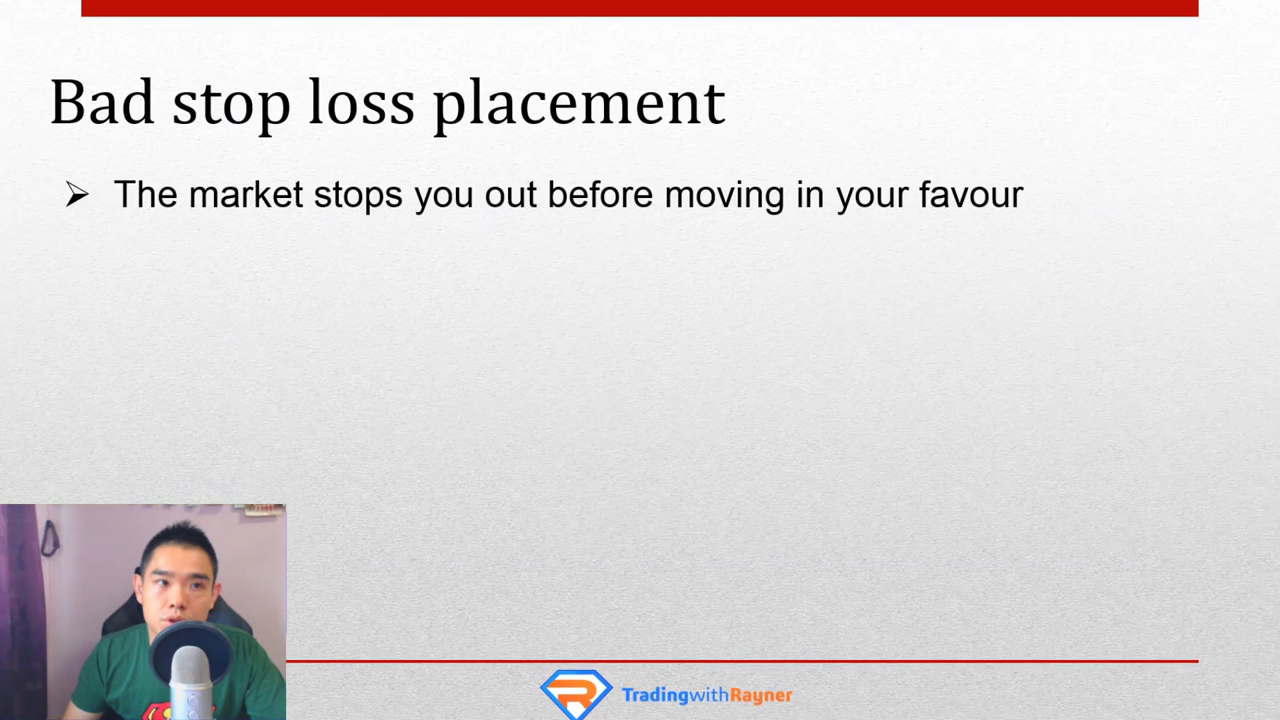 Bad stop loss placement
The market stops you out before moving in your favour
TradingwithRayner